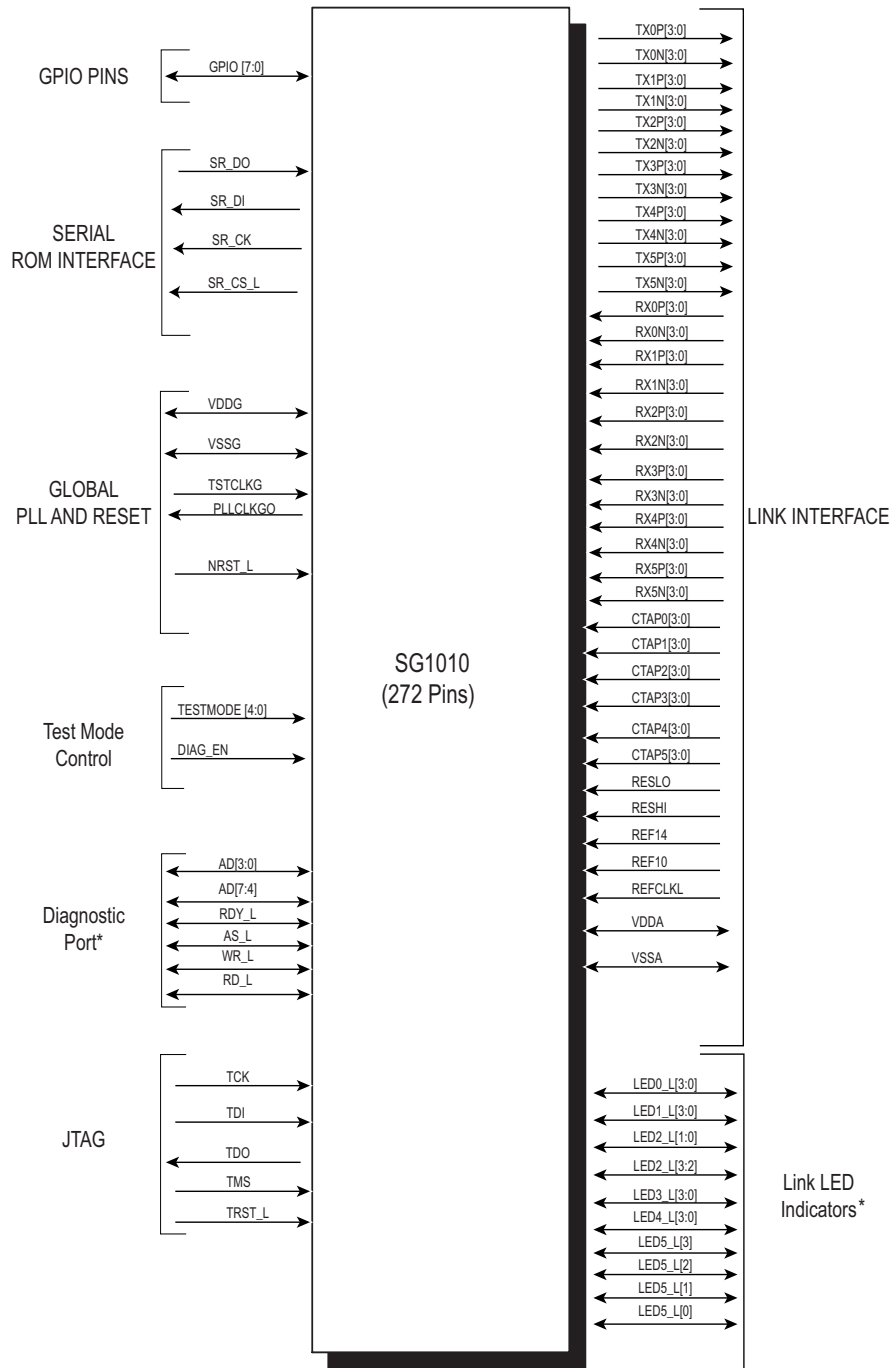 GPIO PINS
GPIO [7:0]
SERIAL
ROM INTERFACE
SR_DO
SR_DI
SR_CK
SR_CS_L
GLOBAL
PLL AND RESET
VDDG
VSSG
TSTCLKG
PLLCLKGO
NRST_L
Test Mode
Control
TESTMODE [4:0]
DIAG_EN
Diagnostic
Port*
AD[3:0]
AD[7:4]
RDY_L
AS_L
WR_L
RD_L
JTAG
TCK
TDI
TDO
TMS
TRST_L
SG1010
(272 Pins)
TX0P[3:0]
TX0N[3:0]
TX1P[3:0]
TX1N[3:0]
TX2P[3:0]
TX2N[3:0]
TX3P[3:0]
TX3N[3:0]
TX4P[3:0]
TX4N[3:0]
TX5P[3:0]
TX5N[3:0]
RX0P[3:0]
RX0N[3:0]
RX1P[3:0]
RX1N[3:0]
RX2P[3:0]
RX2N[3:0]
RX3P[3:0]
RX3N[3:0]
RX4P[3:0]
RX4N[3:0]
RX5P[3:0]
RX5N[3:0]
CTAP0[3:0]
CTAP1[3:0]
CTAP2[3:0]
CTAP3[3:0]
CTAP4[3:0]
CTAP5[3:0]
RESLO
RESHI
REF14
REF10
REFCLKL
VDDA
VSSA
LINK INTERFACE
LED0_L[3:0]
LED1_L[3:0]
LED2_L[1:0]
LED2_L[3:2]
LED3_L[3:0]
LED4_L[3:0]
LED5_L[3]
LED5_L[2]
LED5_L[1]
LED5_L[0]
Link LED
Indicators*